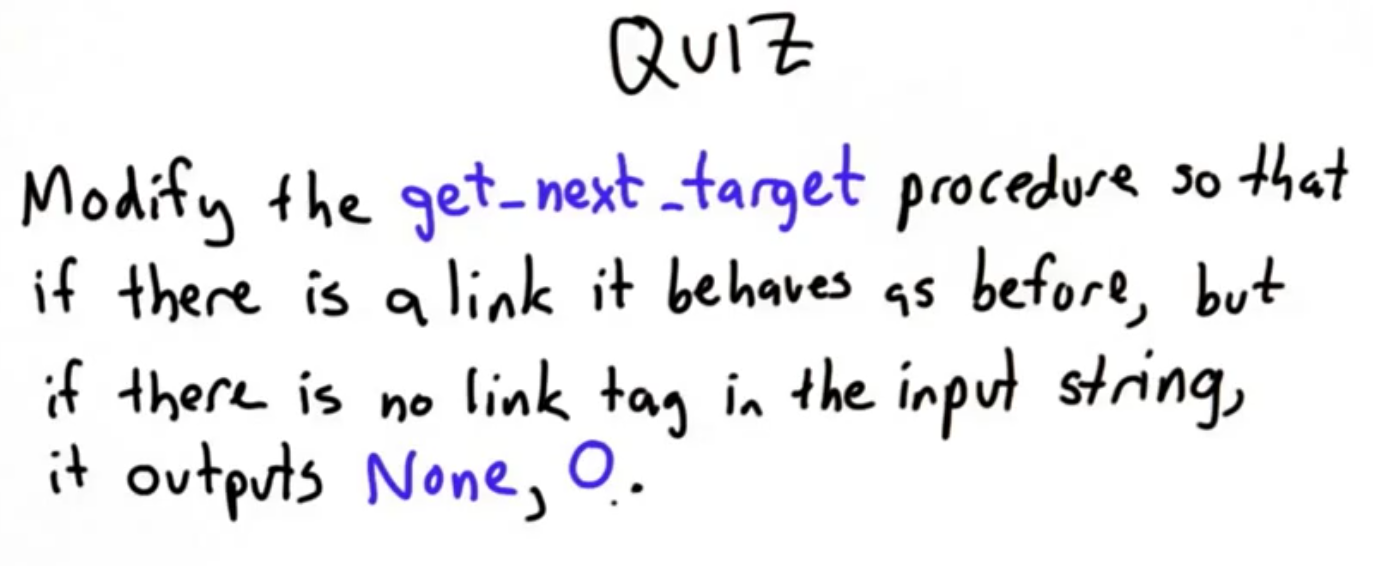 QUIZ
Modify the get_next_target procedure so that
if there is a link it behaves as before, but
if there is no link tag in the input string,
it outputs None, 0.